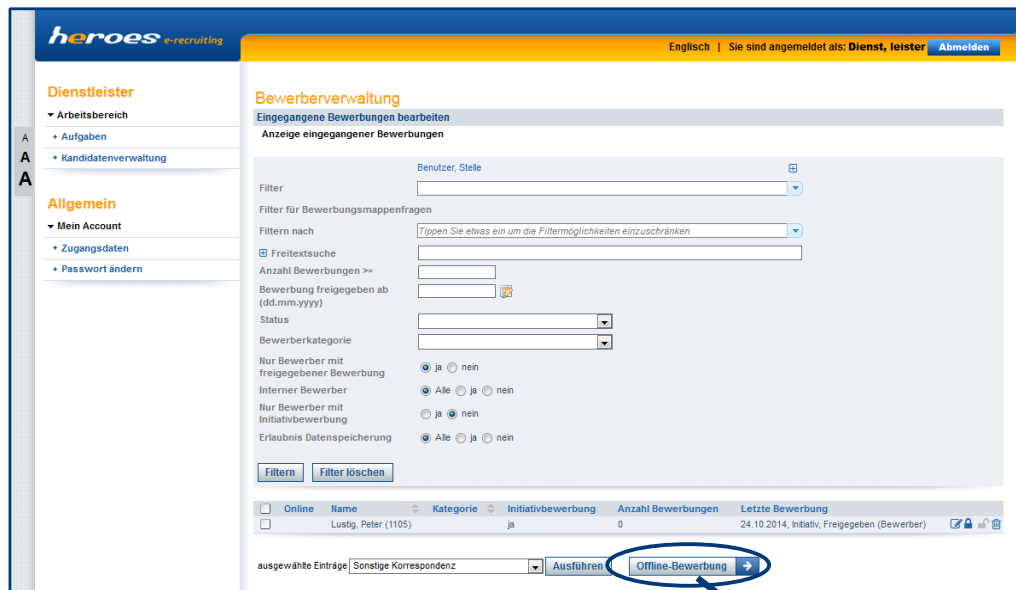 heroes e-recruiting
Englisch | Sie sind angemeldet als: Dienst, leister Abmelden
A
A
A
Dienstleister
Arbeitsbereich
Aufgaben
Kandidatenverwaltung
Allgemein
Mein Account
Zugangsdaten
Passwort ändern
Bewerberverwaltung
Eingegangene Bewerbungen bearbeiten
Anzeige eingegangener Bewerbungen
Benutzer, Stelle
Filter
Filter für Bewerbungsmappenfragen
Filtern nach Tippen Sie etwas ein um die Filtermöglichkeiten einzuschränken.
Freitextsuche
Anzahl Bewerbungen >=
Bewerbung freigegeben ab
(dd.mm.yyyy)
Status
Bewerberkategorie
Nur Bewerber mit
freigegebener Bewerbung ja nein
Interner Bewerber Alle ja nein
Nur Bewerber mit
Initiativbewerbung ja nein
Erlaubnis Datenspeicherung Alle ja nein
Filtern Filter löschen
Online Name Kategorie Initiativbewerbung Anzahl Bewerbungen Letzte Bewerbung
Lustig, Peter (1105) ja 0 24.10.2014, Initiativ, Freigegeben (Bewerber)
ausgewählte Einträge Sonstige Korrespondenz Ausführen Offline-Bewerbung